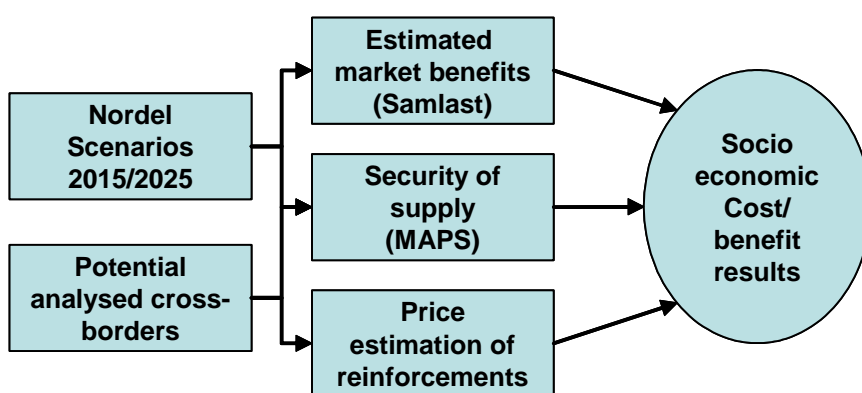 Nordel
Scenarios
2015/2025
Potential
analysed cross-
borders
Estimated
market benefits
(Samlast)
Security of
supply
(MAPS)
Price
estimation of
reinforcements
Socio
economic
Cost/
benefit
results